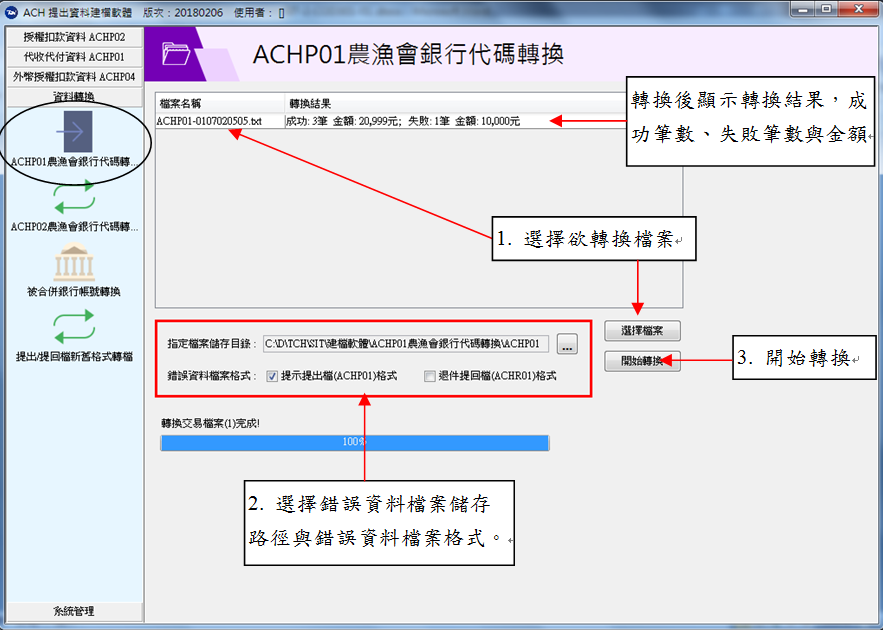 ACH 提出資料建檔軟體 版次：20180206 使用者：[]
授權扣款資料 ACHP02
代收代付資料 ACHP01
外幣授權扣款資料 ACHP04
資料轉換
ACHP01農漁會銀行代碼轉...
ACHP02農漁會銀行代碼轉...
被合併銀行帳號轉換
提出/提回檔新舊格式轉檔
系統管理
ACHP01農漁會銀行代碼轉換
檔案名稱 轉換結果
ACHP01-0107020505.txt 成功: 3筆 金額: 20,999元; 失敗: 1筆 金額: 10,000元
轉換後顯示轉換結果，成
功筆數、失敗筆數與金額
1. 選擇欲轉換檔案
指定檔案儲存目錄： C:\D\TCH\SIT\建檔軟體\ACHP01農漁會銀行代碼轉換\ACHP01 ...
錯誤資料檔案格式： 提示提出檔(ACHP01)格式 退件提回檔(ACHR01)格式
選擇檔案
開始轉換
3. 開始轉換
轉換交易檔案(1)完成!
100%
2. 選擇錯誤資料檔案儲存
路徑與錯誤資料檔案格式。